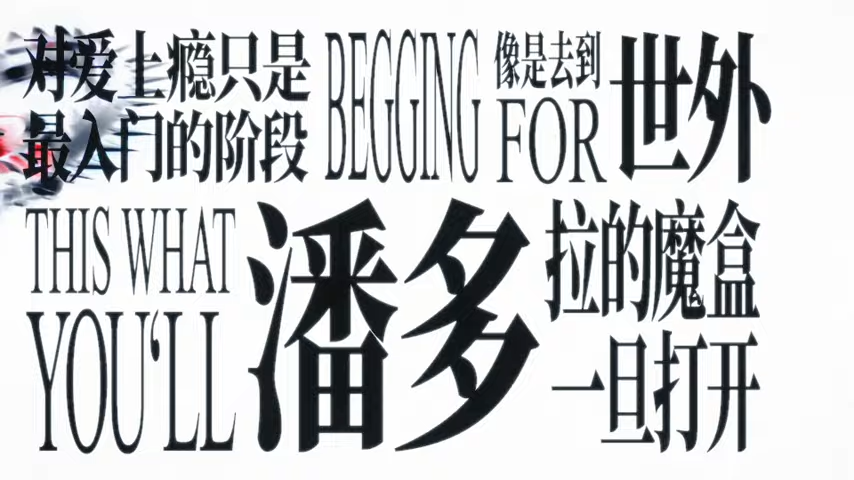 对爱上瘾只是
最入门的阶段
BEGGING
像是去到
FOR
世外
THIS WHAT
YOU'LL
潘多
拉的魔盒
一旦打开